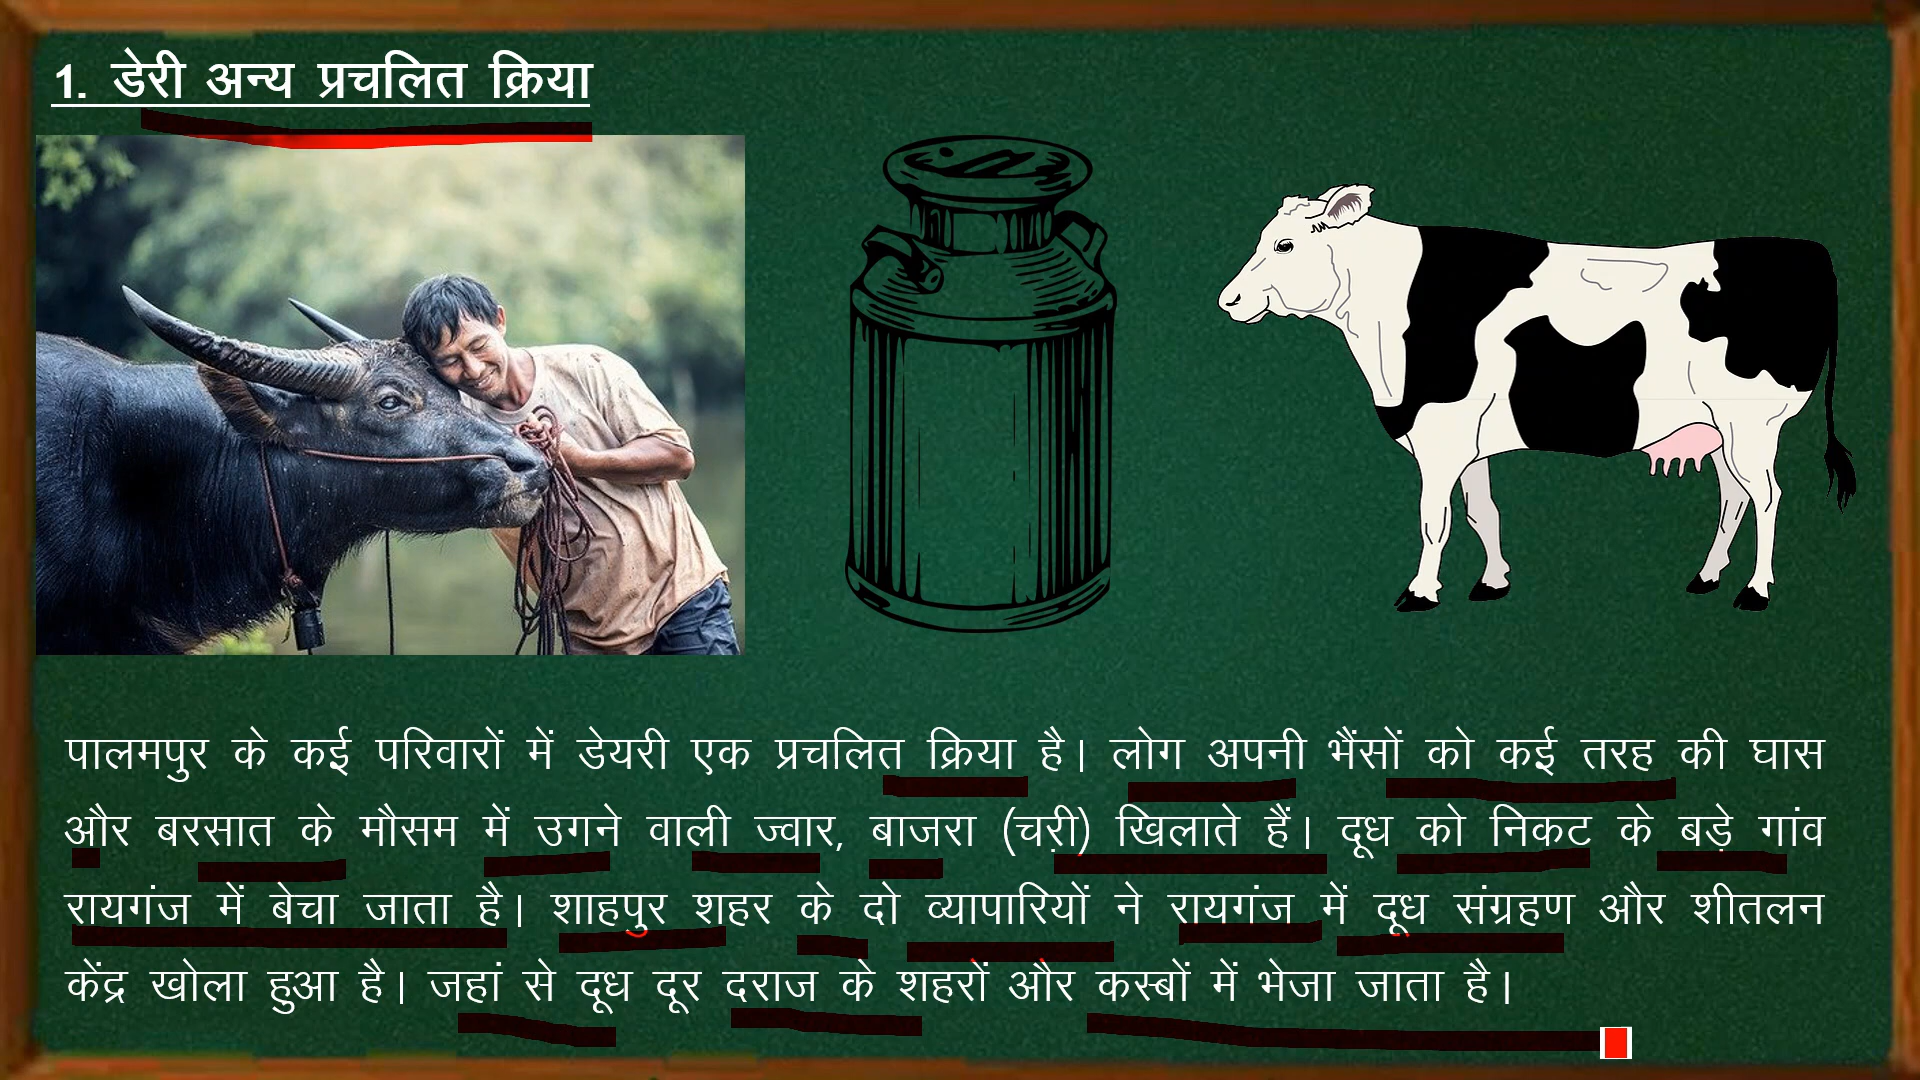 1. डेरी अन्य प्रचलित क्रिया
पालमपुर के कई परिवारों में डेयरी एक प्रचलित क्रिया है। लोग अपनी भैंसों को कई तरह की घास
और बरसात के मौसम में उगने वाली ज्वार, बाजरा (चरी) खिलाते हैं। दूध को निकट के बड़े गांव
रायगंज में बेचा जाता है। शाहपुर शहर के दो व्यापारियों ने रायगंज में दूध संग्रहण और शीतलन
केंद्र खोला हुआ है। जहां से दूध दूर दराज के शहरों और कस्बों में भेजा जाता है।